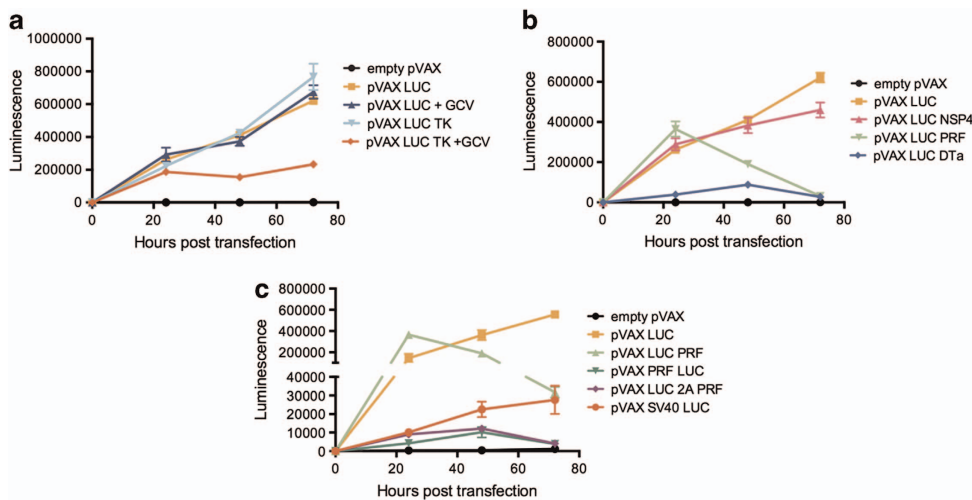 a
1000000
800000
600000
400000
200000
0
Luminescence
0 20 40 60 80
Hours post transfection
empty pVAX
pVAX LUC
pVAX LUC + GCV
pVAX LUC TK
pVAX LUC TK +GCV
b
800000
600000
400000
200000
0
Luminescence
0 20 40 60 80
Hours post transfection
empty pVAX
pVAX LUC
pVAX LUC NSP4
pVAX LUC PRF
pVAX LUC DTa
c
800000
600000
400000
200000
40000
30000
20000
10000
0
Luminescence
0 20 40 60 80
Hours post transfection
empty pVAX
pVAX LUC
pVAX LUC PRF
pVAX PRF LUC
pVAX LUC 2A PRF
pVAX SV40 LUC